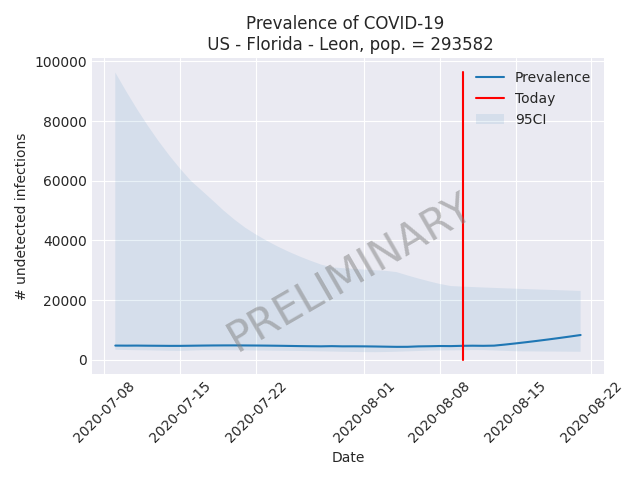 Prevalence of COVID-19
US - Florida - Leon, pop. = 293582
Prevalence
Today
95CI
PRELIMINARY
# undetected infections
100000
80000
60000
40000
20000
0
2020-07-08
2020-07-15
2020-07-22
2020-08-01
2020-08-08
2020-08-15
2020-08-22
Date